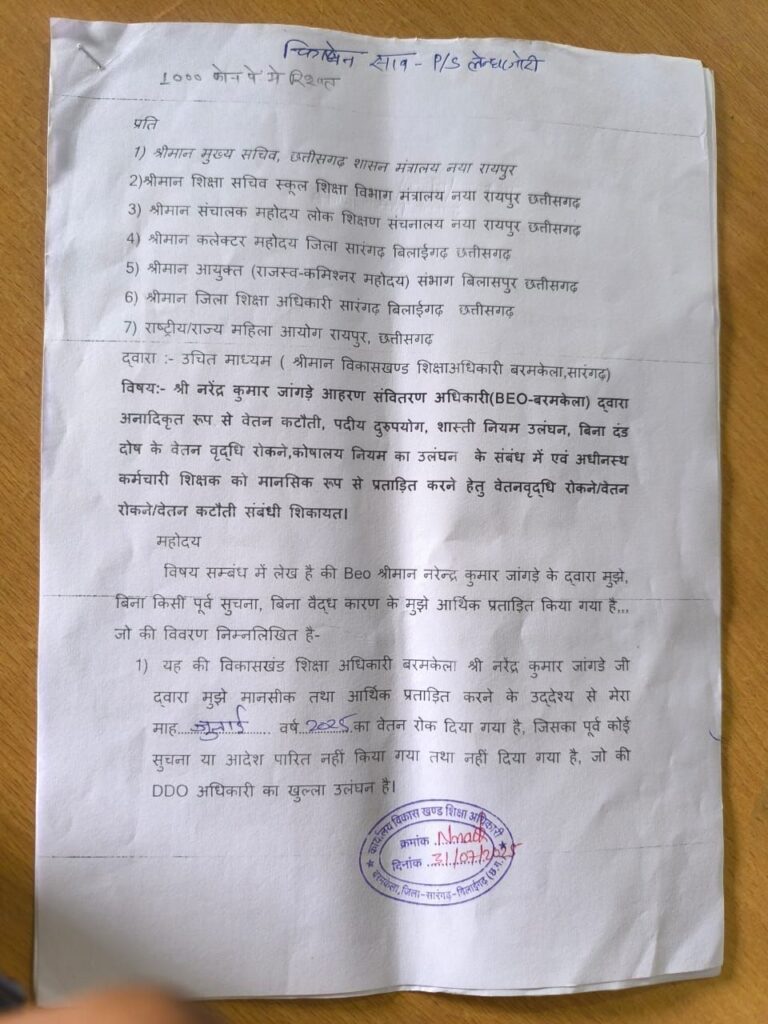 साव - P/S लेन्धाजोरी
1000 फोन पे मे रिश्वत
प्रति
1) श्रीमान मुख्य सचिव, छत्तीसगढ़ शासन मंत्रालय नया रायपुर
2)श्रीमान शिक्षा सचिव स्कूल शिक्षा विभाग मंत्रालय नया रायपुर छत्तीसगढ़
3) श्रीमान संचालक महोदय लोक शिक्षण संचनालय नया रायपुर छत्तीसगढ़
4) श्रीमान कलेक्टर महोदय जिला सारंगढ़ बिलाईगढ़ छत्तीसगढ़
5) श्रीमान आयुक्त (राजस्व-कमिश्नर महोदय) संभाग बिलासपुर छत्तीसगढ़
6) श्रीमान जिला शिक्षा अधिकारी सारंगढ़ बिलाईगढ़ छत्तीसगढ़
7) राष्ट्रीय/राज्य महिला आयोग रायपुर, छत्तीसगढ़
द्वारा :- उचित माध्यम ( श्रीमान विकासखण्ड शिक्षाअधिकारी बरमकेला,सारंगढ़)
विषय:- श्री नरेंद्र कुमार जांगड़े आहरण संवितरण अधिकारी(BEO-बरमकेला) द्वारा
अनादिकृत रूप से वेतन कटौती, पदीय दुरुपयोग, शास्ती नियम उलंघन, बिना दंड
दोष के वेतन वृद्धि रोकने,कोषालय नियम का उलंघन के संबंध में एवं अधीनस्थ
कर्मचारी शिक्षक को मानसिक रूप से प्रताड़ित करने हेतु वेतनवृद्धि रोकने/वेतन
रोकने/वेतन कटौती संबंधी शिकायत।
महोदय
विषय सम्बंध में लेख है की Beo श्रीमान नरेन्द्र कुमार जांगड़े के द्वारा मुझे,
बिना किसी पूर्व सूचना, बिना वैद्ध कारण के मुझे आर्थिक प्रताड़ित किया गया है,,,
जो की विवरण निम्नलिखित है-
1) यह की विकासखंड शिक्षा अधिकारी बरमकेला श्री नरेंद्र कुमार जांगडे जी
द्वारा मुझे मानसीक तथा आर्थिक प्रताड़ित करने के उद्देश्य से मेरा
माह....जुलाई.... वर्ष..2025..का वेतन रोक दिया गया है, जिसका पूर्व कोई
सूचना या आदेश पारित नहीं किया गया तथा नहीं दिया गया है, जो की
DDO अधिकारी का खुल्ला उलंघन है।
कार्यालय विकास खण्ड शिक्षा अधिकारी
क्रमांक
दिनांक 31/07/2025
बरमकेला, जिला-सारंगढ़-बिलाईगढ़ (छ.ग.)